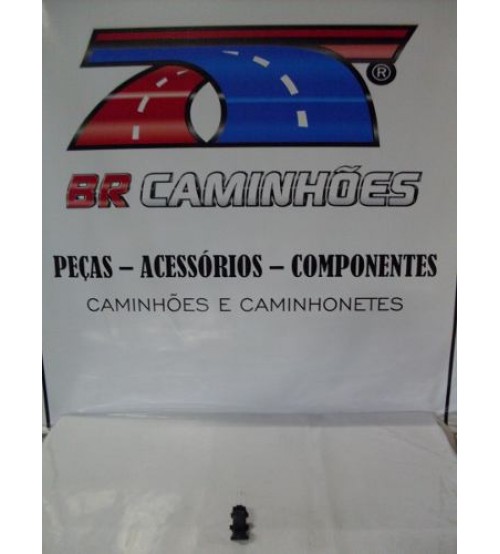 ®
BR CAMINHÕES
PEÇAS – ACESSÓRIOS – COMPONENTES
CAMINHÕES E CAMINHONETES